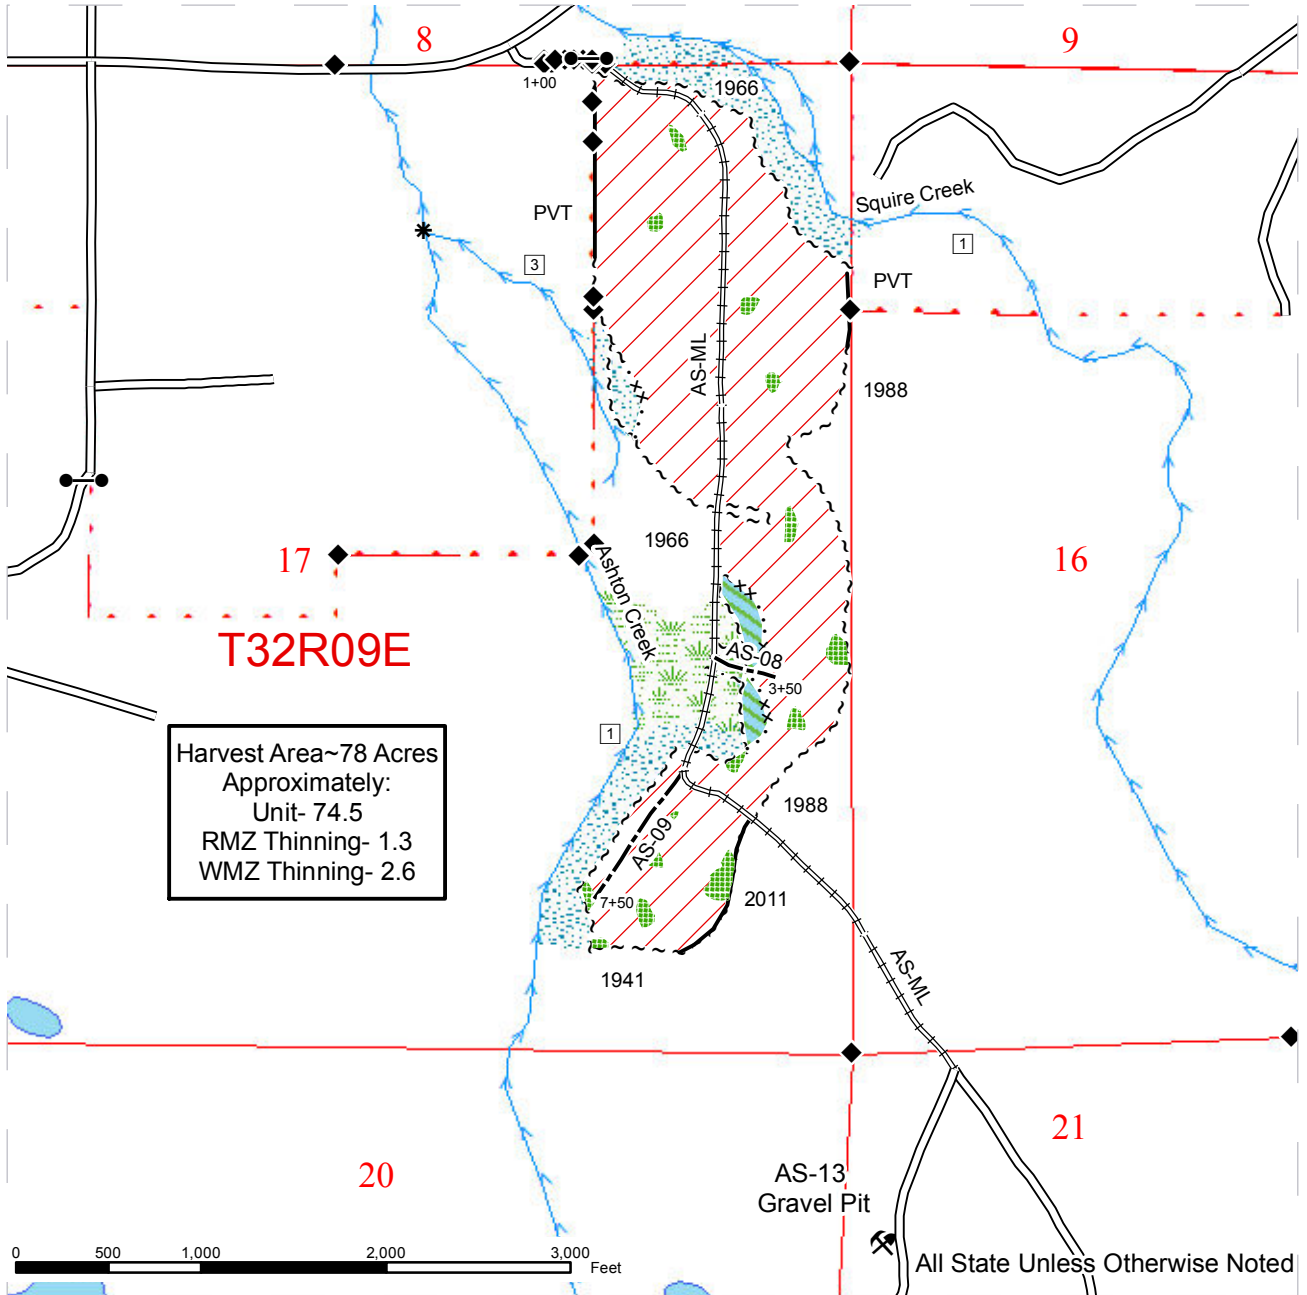 8
9
1+00
1966
Squire Creek
PVT
1
3
PVT
AS-ML
1988
1966
17
16
Ashton Creek
T32R09E
AS-08
3+50
1
Harvest Area~78 Acres
Approximately:
Unit- 74.5
RMZ Thinning- 1.3
WMZ Thinning- 2.6
1988
AS-09
7+50
2011
1941
AS-ML
21
20
AS-13
Gravel Pit
0 500 1,000 2,000 3,000
Feet
All State Unless Otherwise Noted